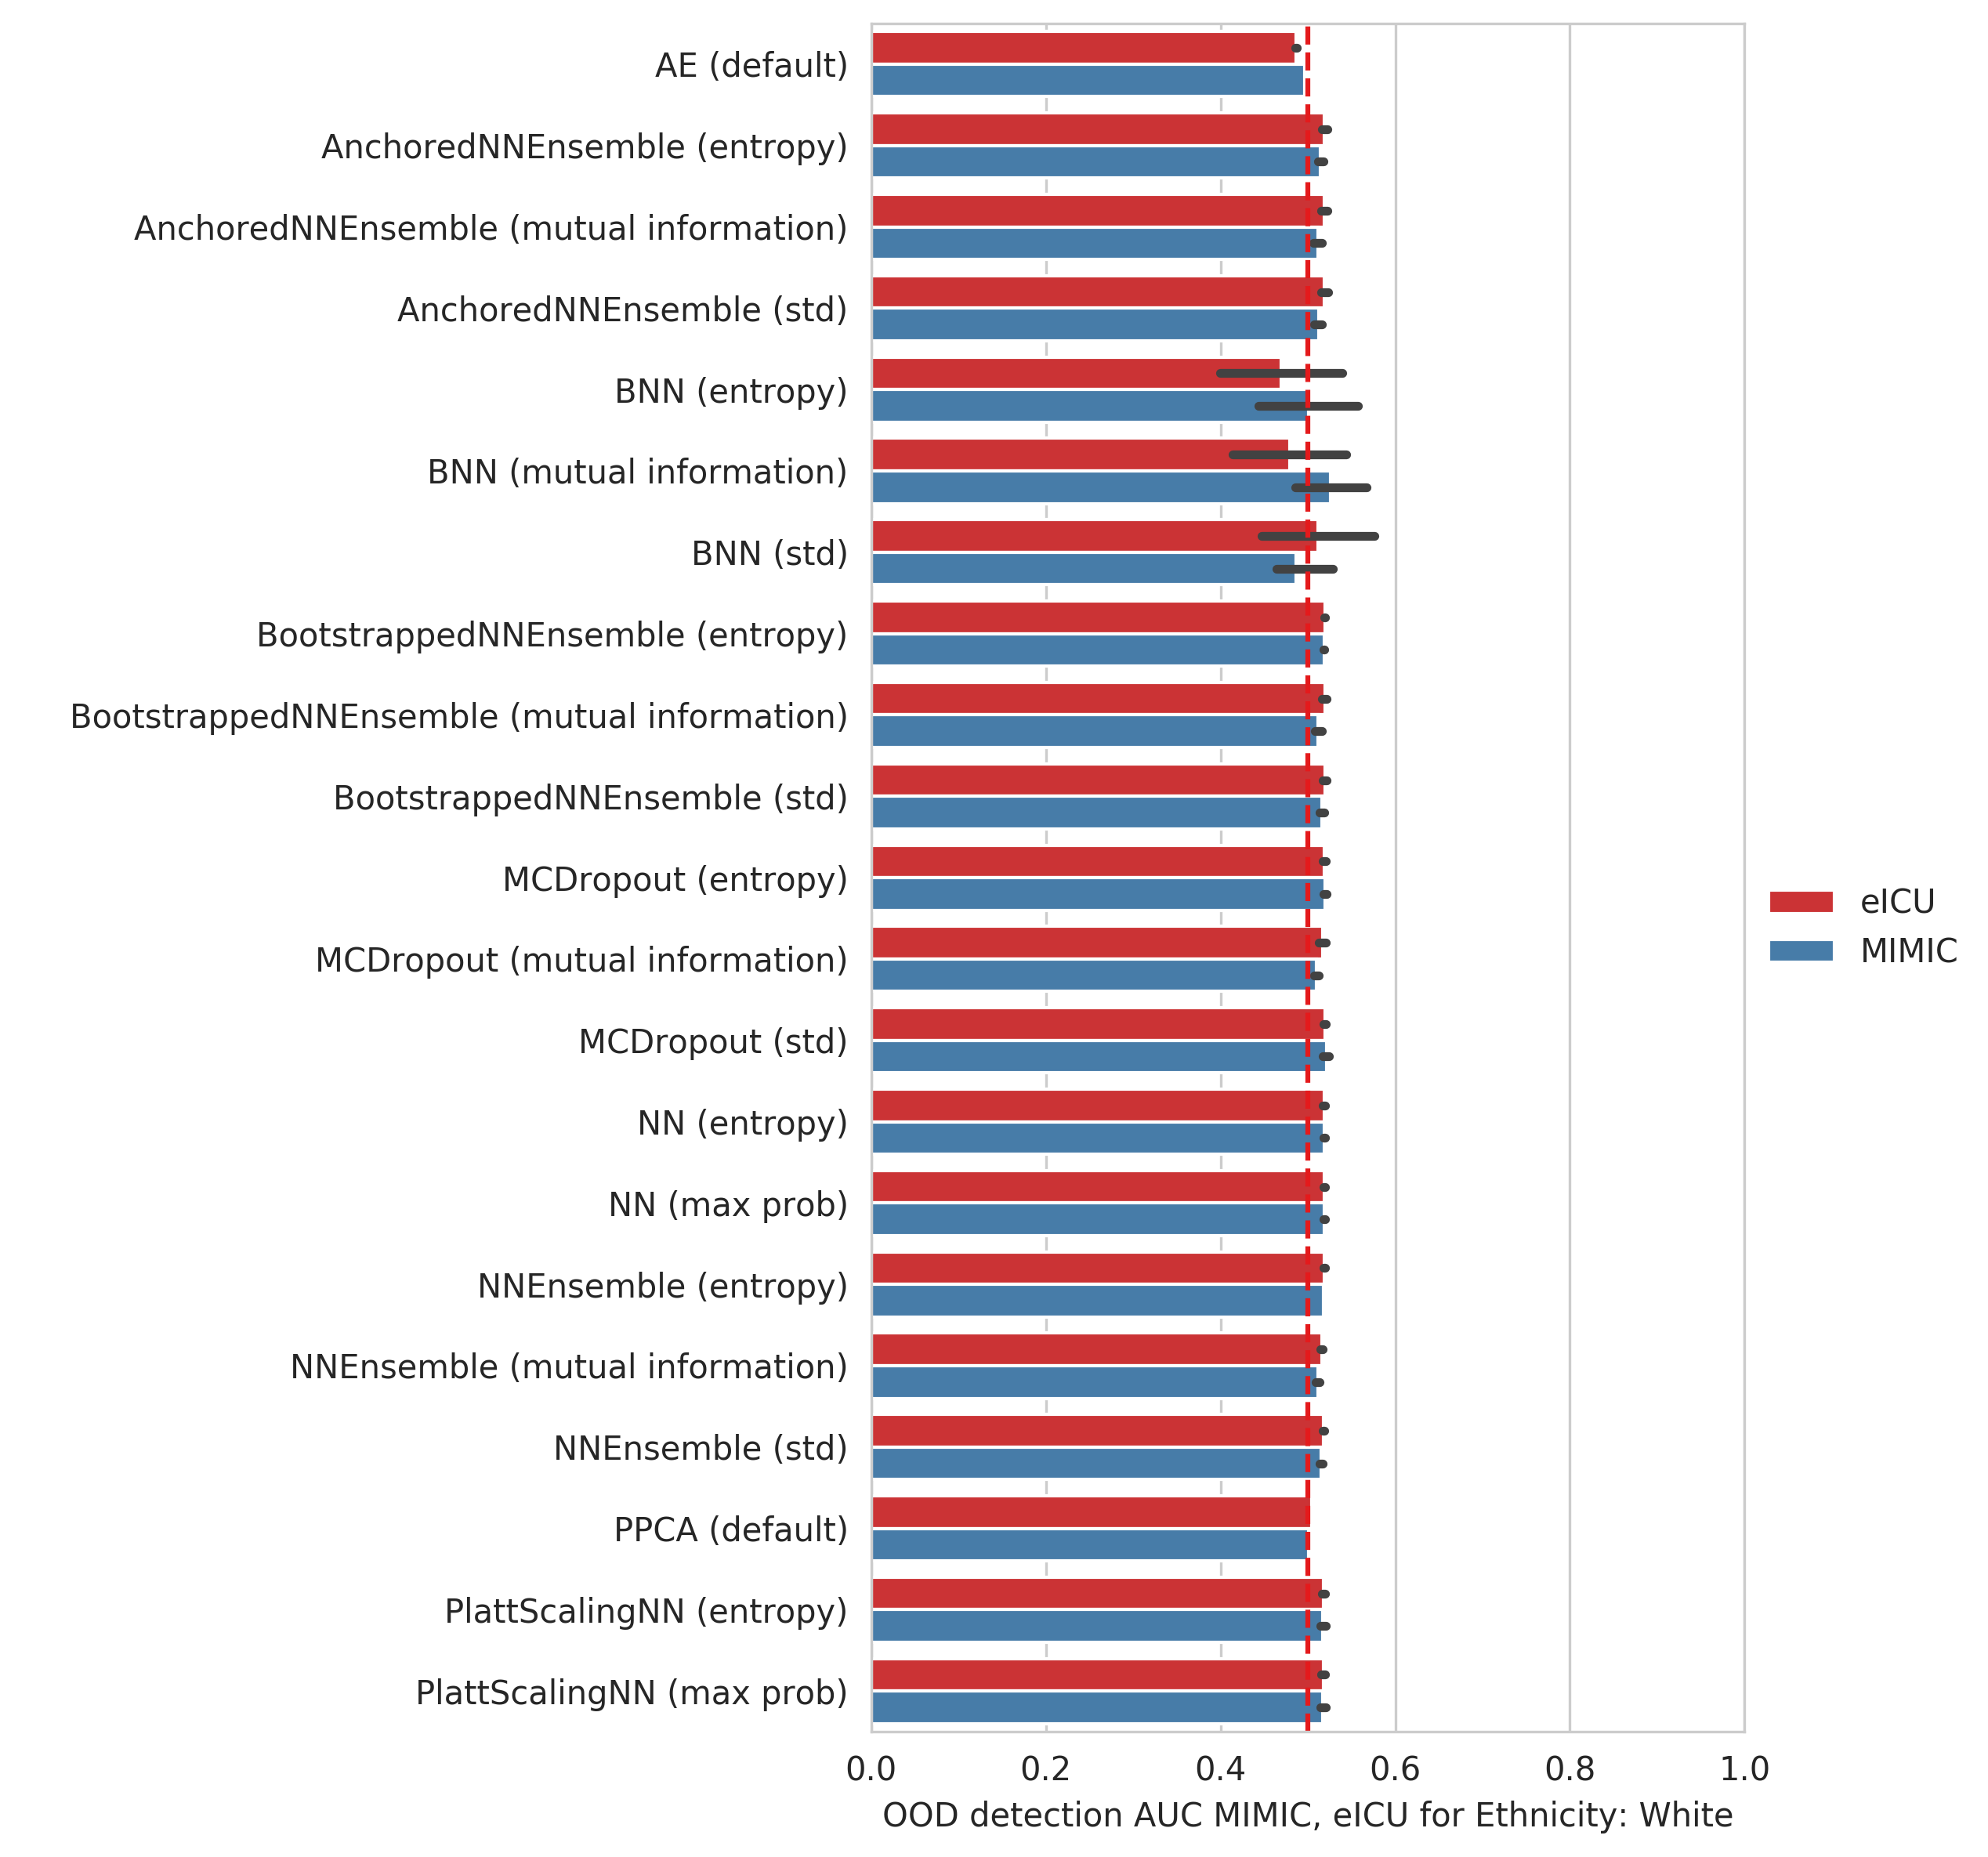 AE (default)
AnchoredNNEnsemble (entropy)
AnchoredNNEnsemble (mutual information)
AnchoredNNEnsemble (std)
BNN (entropy)
BNN (mutual information)
BNN (std)
BootstrappedNNEnsemble (entropy)
BootstrappedNNEnsemble (mutual information)
BootstrappedNNEnsemble (std)
MCDropout (entropy)
MCDropout (mutual information)
MCDropout (std)
NN (entropy)
NN (max prob)
NNEnsemble (entropy)
NNEnsemble (mutual information)
NNEnsemble (std)
PPCA (default)
PlattScalingNN (entropy)
PlattScalingNN (max prob)
eICU
MIMIC
0.0 0.2 0.4 0.6 0.8 1.0
OOD detection AUC MIMIC, eICU for Ethnicity: White